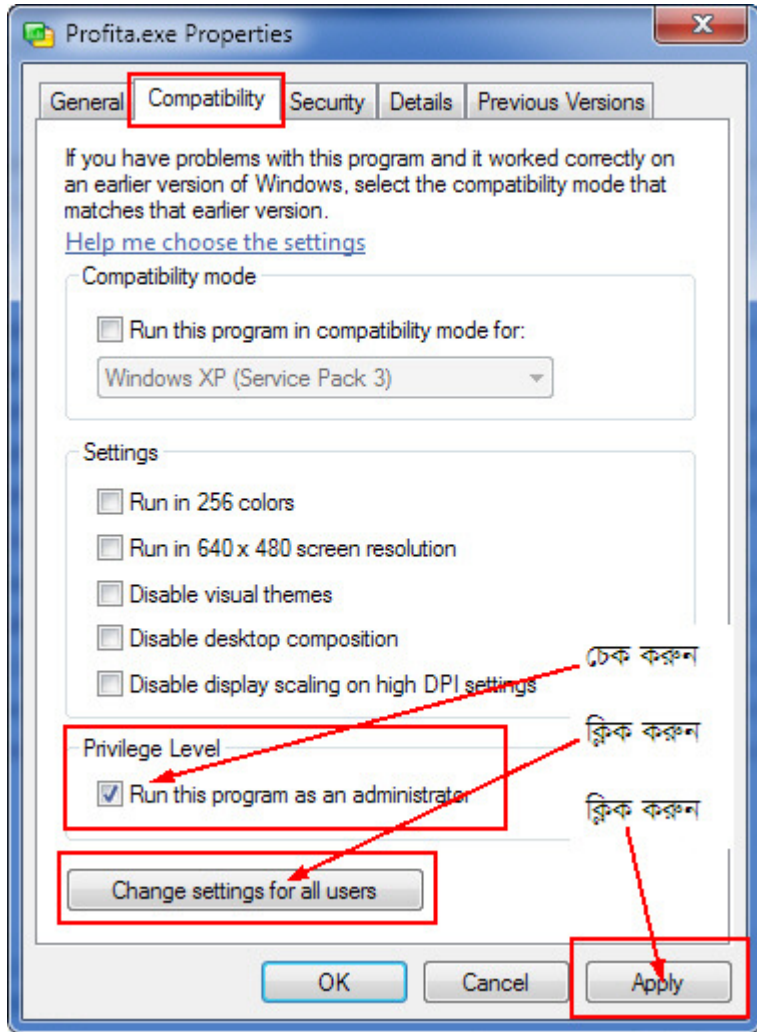 Profita.exe Properties
General Compatibility Security Details Previous Versions
If you have problems with this program and it worked correctly on
an earlier version of Windows, select the compatibility mode that
matches that earlier version.
Help me choose the settings
Compatibility mode
Run this program in compatibility mode for:
Windows XP (Service Pack 3)
Settings
Run in 256 colors
Run in 640 x 480 screen resolution
Disable visual themes
Disable desktop composition
চেক করুন
Disable display scaling on high DPI settings
ক্লিক করুন
Privilege Level
Run this program as an administrator
ক্লিক করুন
Change settings for all users
OK Cancel Apply